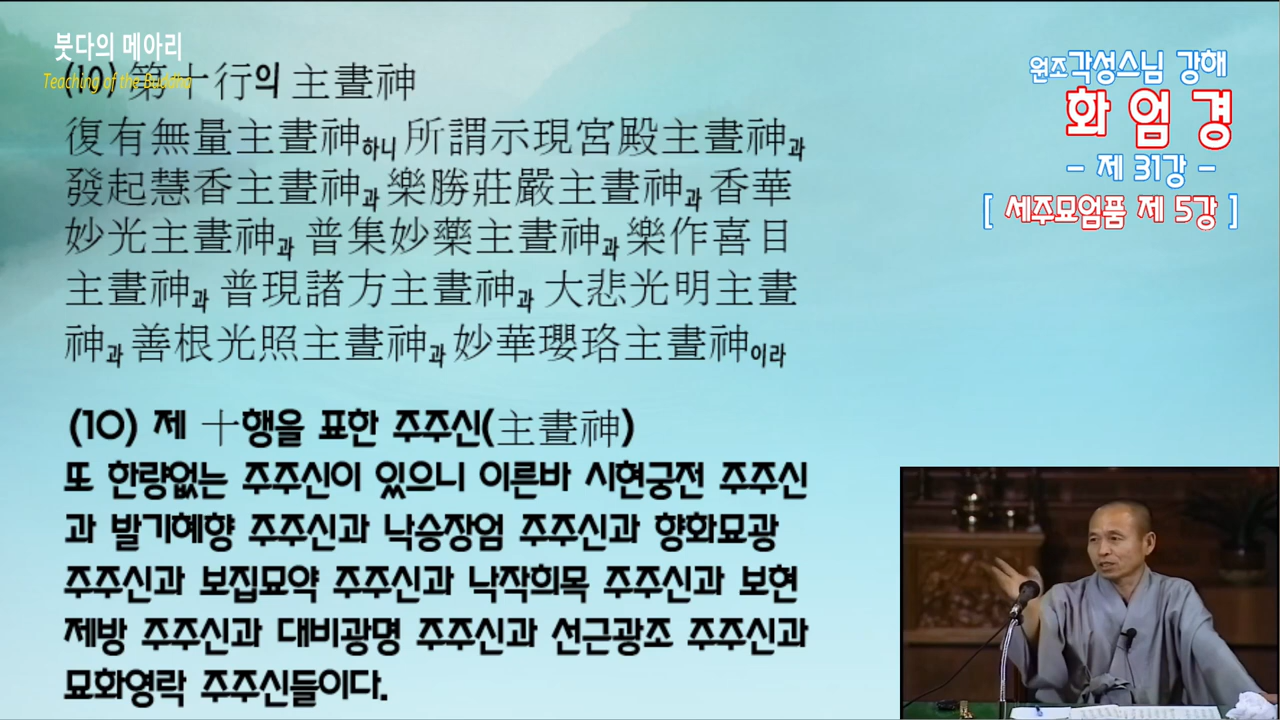 붓다의 메아리
Teaching of the Buddha
(10) 第十行의 主晝神
復有無量主晝神하니 所謂示現宮殿主晝神과
發起慧香主晝神과 樂勝莊嚴主晝神과 香華
妙光主晝神과 普集妙藥主晝神과 樂作喜目
主晝神과 普現諸方主晝神과 大悲光明主晝
神과 善根光照主晝神과 妙華瓔珞主晝神이라
(10) 제 十행을 표한 주주신(主晝神)
또 한량없는 주주신이 있으니 이른바 시현궁전 주주신
과 발기혜향 주주신과 낙승장엄 주주신과 향화묘광
주주신과 보집묘약 주주신과 낙작희목 주주신과 보현
제방 주주신과 대비광명 주주신과 선근광조 주주신과
묘화영락 주주신들이다.
원조각성스님 강해
화엄경
- 제 31강 -
[ 세주묘엄품 제 5강 ]